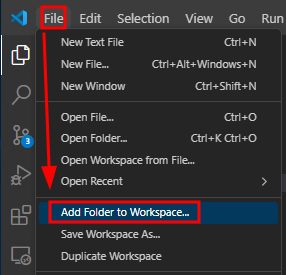 File Edit Selection View Go Run
New Text File Ctrl+N
New File... Ctrl+Alt+Windows+N
New Window Ctrl+Shift+N
Open File... Ctrl+O
Open Folder... Ctrl+K Ctrl+O
Open Workspace from File...
Open Recent
Add Folder to Workspace...
Save Workspace As...
Duplicate Workspace